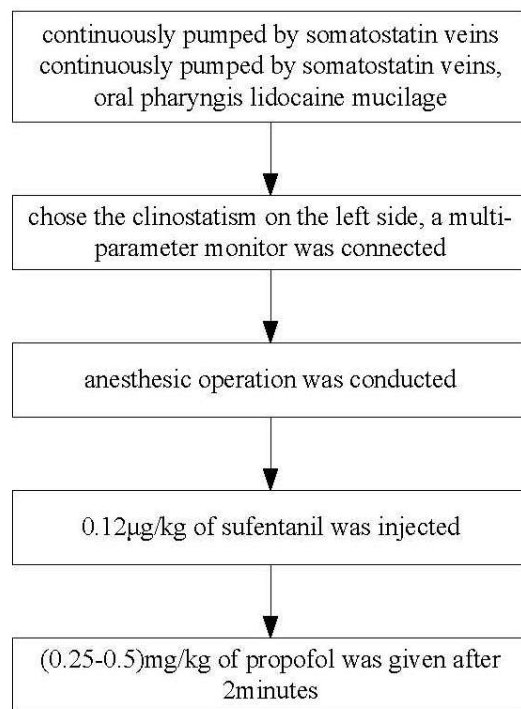 continuously pumped by somatostatin veins
continuously pumped by somatostatin veins,
oral pharyngis lidocaine mucilage
chose the clinostatism on the left side, a multi-
parameter monitor was connected
anesthesic operation was conducted
0.12μg/kg of sufentanil was injected
(0.25-0.5)mg/kg of propofol was given after
2minutes